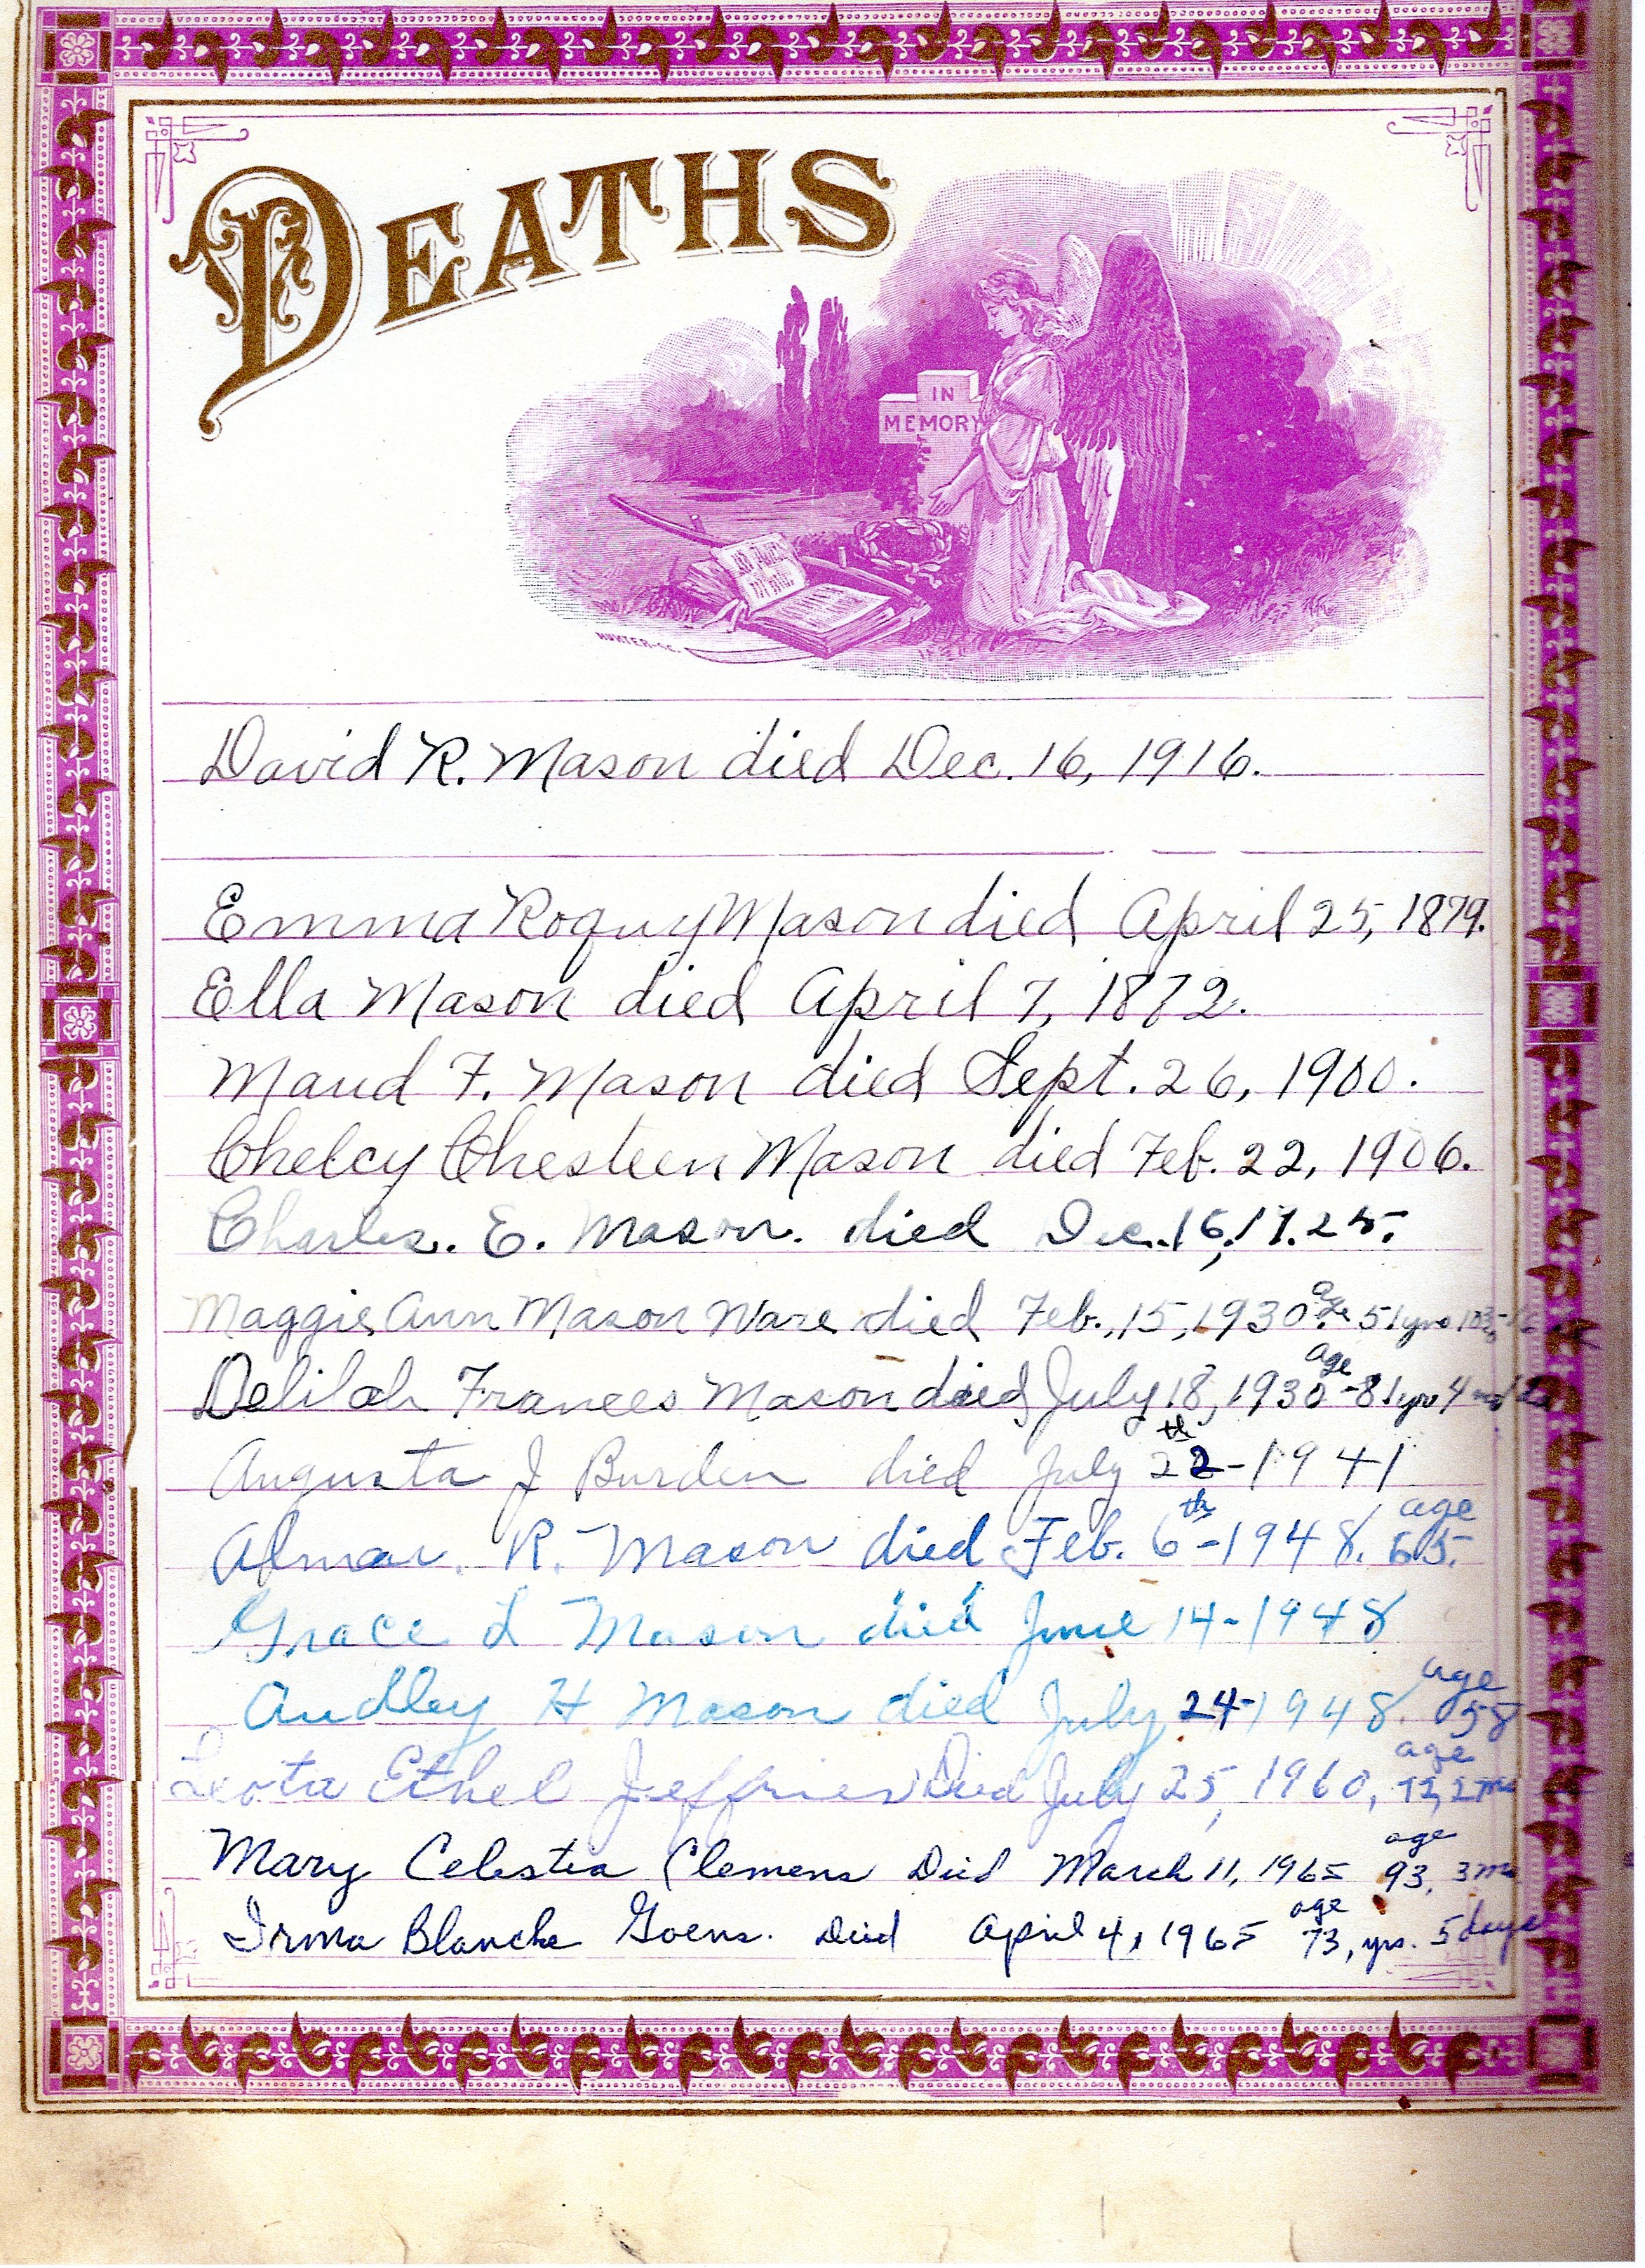 DEATHS
IN
MEMORY
HUNTER-SC.
David R. Mason died Dec. 16, 1916.
Emma Roquy Mason died April 25, 1879.
Ella Mason died April 7, 1872.
Maud F. Mason died Sept. 26, 1900.
Chelcy Chesteen Mason died Feb. 22, 1906.
Charles. E. Mason. died Dec. 16, 1925.
Maggie Ann Mason Ware died Feb., 15, 1930 age 51 yrs
Delilah Frances Mason died July 18, 1930 - age 81 yrs 4 mo
Augusta J Burden died July 22th - 1941
Almar. R. Mason died Feb. 6th - 1948. age 65.
Grace L Mason died June 14 - 1948
Audley H Mason died July 24 - 1948. age 58
Leota Ethel Jeffries Died July 25, 1960, age 72, 2 mo
Mary Celestia Clemens Died March 11, 1965 age 93, 3 mo
Irma Blanche Goens. Died April 4, 1965 age 73, yrs. 5 days